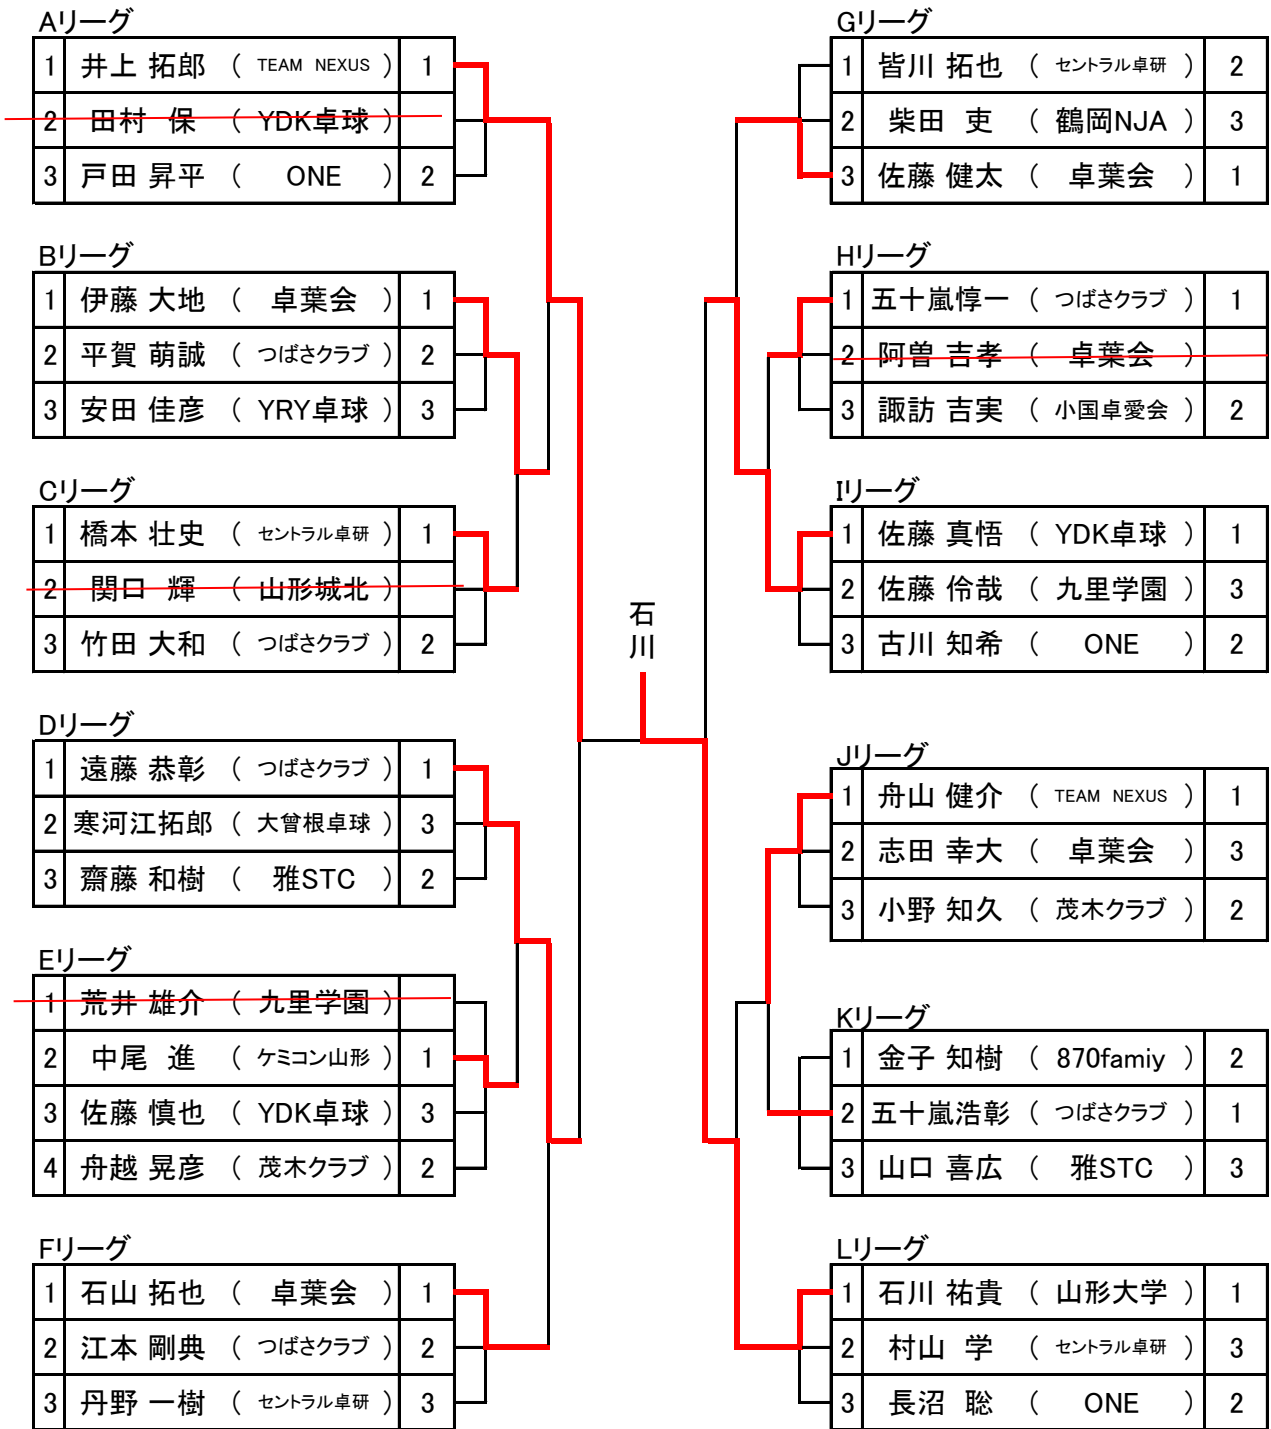 Aリーグ
1 井上 拓郎 ( TEAM NEXUS ) 1
2 田村 保 ( YDK卓球 )
3 戸田 昇平 ( ONE ) 2
Bリーグ
1 伊藤 大地 ( 卓葉会 ) 1
2 平賀 萌誠 ( つばさクラブ ) 2
3 安田 佳彦 ( YRY卓球 ) 3
Cリーグ
1 橋本 壮史 ( セントラル卓研 ) 1
2 関口 輝 ( 山形城北 )
3 竹田 大和 ( つばさクラブ ) 2
Dリーグ
1 遠藤 恭彰 ( つばさクラブ ) 1
2 寒河江拓郎 ( 大曾根卓球 ) 3
3 齋藤 和樹 ( 雅STC ) 2
Eリーグ
1 荒井 雄介 ( 九里学園 )
2 中尾 進 ( ケミコン山形 ) 1
3 佐藤 慎也 ( YDK卓球 ) 3
4 舟越 晃彦 ( 茂木クラブ ) 2
Fリーグ
1 石山 拓也 ( 卓葉会 ) 1
2 江本 剛典 ( つばさクラブ ) 2
3 丹野 一樹 ( セントラル卓研 ) 3
石川
Gリーグ
1 皆川 拓也 ( セントラル卓研 ) 2
2 柴田 吏 ( 鶴岡NJA ) 3
3 佐藤 健太 ( 卓葉会 ) 1
Hリーグ
1 五十嵐惇一 ( つばさクラブ ) 1
2 阿曽 吉孝 ( 卓葉会 )
3 諏訪 吉実 ( 小国卓愛会 ) 2
Iリーグ
1 佐藤 真悟 ( YDK卓球 ) 1
2 佐藤 伶哉 ( 九里学園 ) 3
3 古川 知希 ( ONE ) 2
Jリーグ
1 舟山 健介 ( TEAM NEXUS ) 1
2 志田 幸大 ( 卓葉会 ) 3
3 小野 知久 ( 茂木クラブ ) 2
Kリーグ
1 金子 知樹 ( 870famiy ) 2
2 五十嵐浩彰 ( つばさクラブ ) 1
3 山口 喜広 ( 雅STC ) 3
Lリーグ
1 石川 祐貴 ( 山形大学 ) 1
2 村山 学 ( セントラル卓研 ) 3
3 長沼 聡 ( ONE ) 2